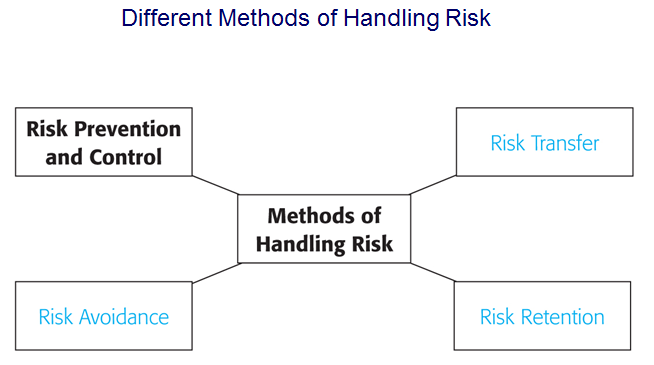 Different Methods of Handling Risk
Risk Prevention
and Control
Risk Transfer
Methods of
Handling Risk
Risk Avoidance
Risk Retention